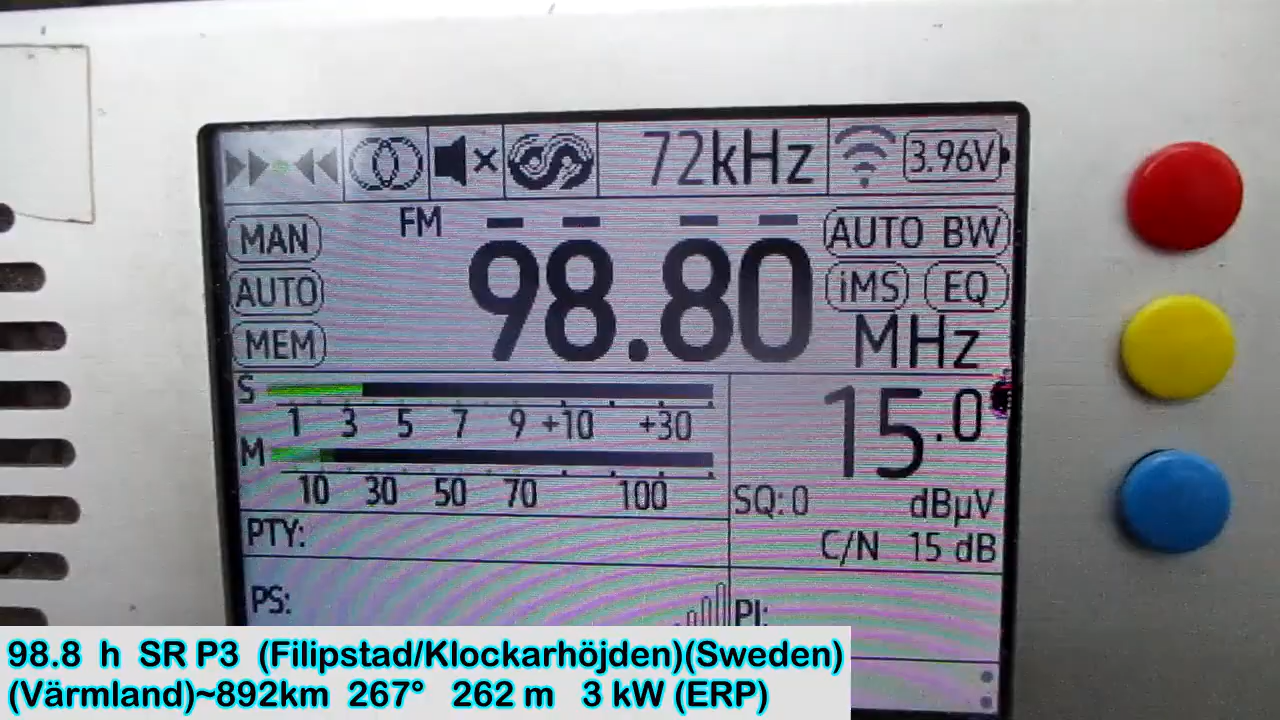 72kHz 3.96V
MAN FM 98.80 AUTO BW
AUTO iMS EQ
MEM MHz
S
1 3 5 7 9 +10 +30 15.0
M
10 30 50 70 100 SQ: 0 dBµV
PTY: C/N 15 dB
PS: PI:
98.8 h SR P3 (Filipstad/Klockarhöjden)(Sweden)
(Värmland)~892km 267° 262 m 3 kW (ERP)